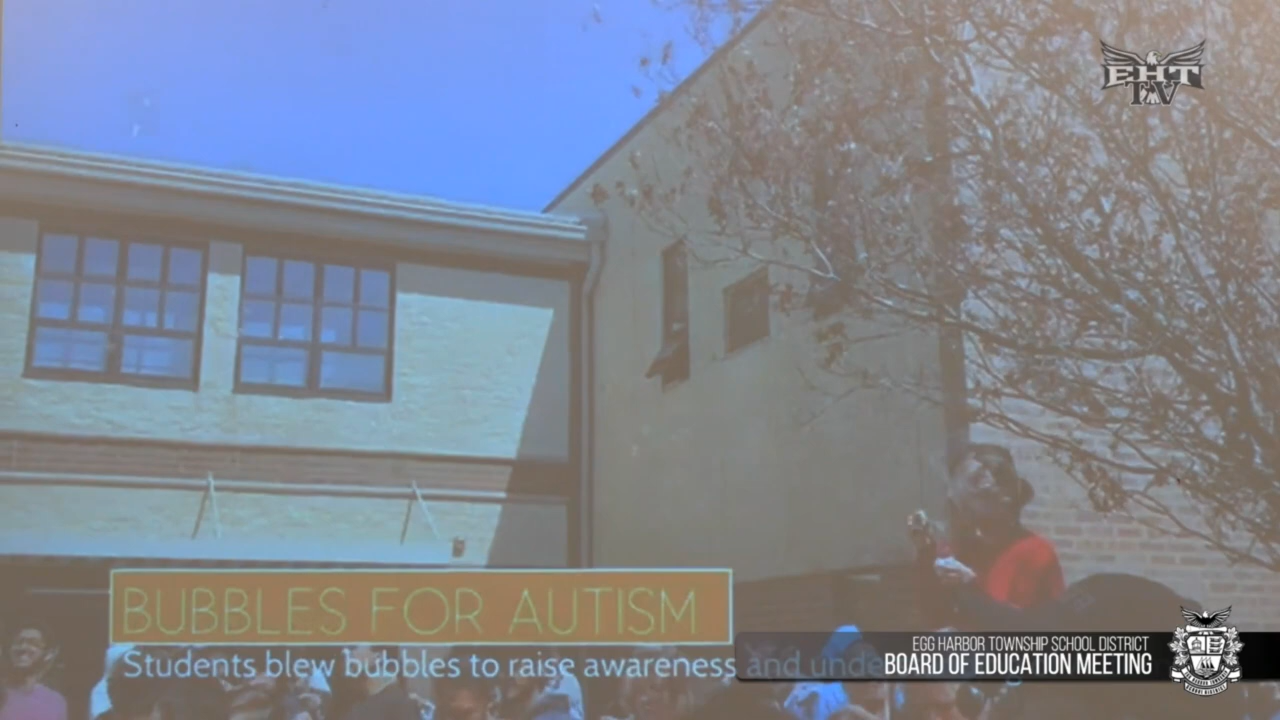 EHT
TV
BUBBLES FOR AUTISM
Students blew bubbles to raise awareness and unde
EGG HARBOR TOWNSHIP SCHOOL DISTRICT
BOARD OF EDUCATION MEETING